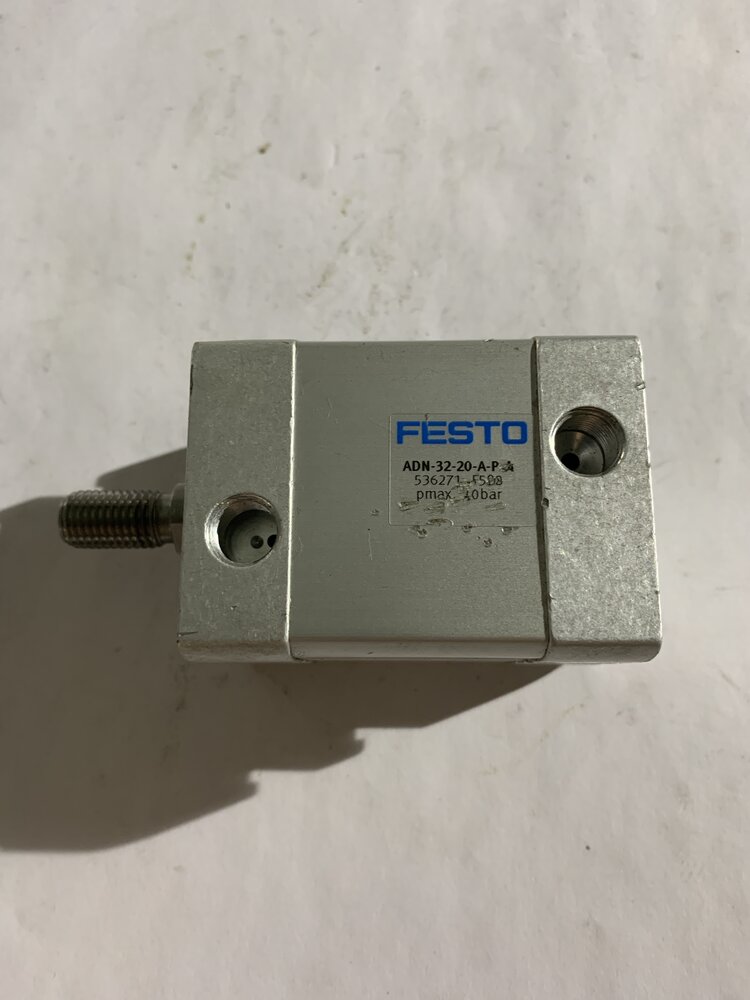 FESTO
ADN-32-20-A-P-A
536271
pmax 10bar